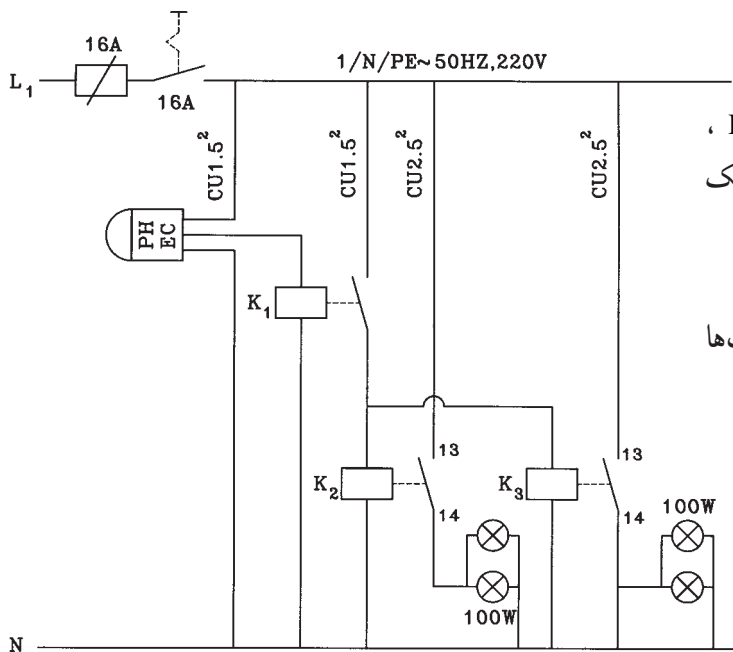 16A
1/N/PE~50HZ,220V
L1
16A
CU1.5²
CU1.5²
CU2.5²
CU2.5²
PH
EC
K1
13
13
K2
K3
14
14
100W
100W
N